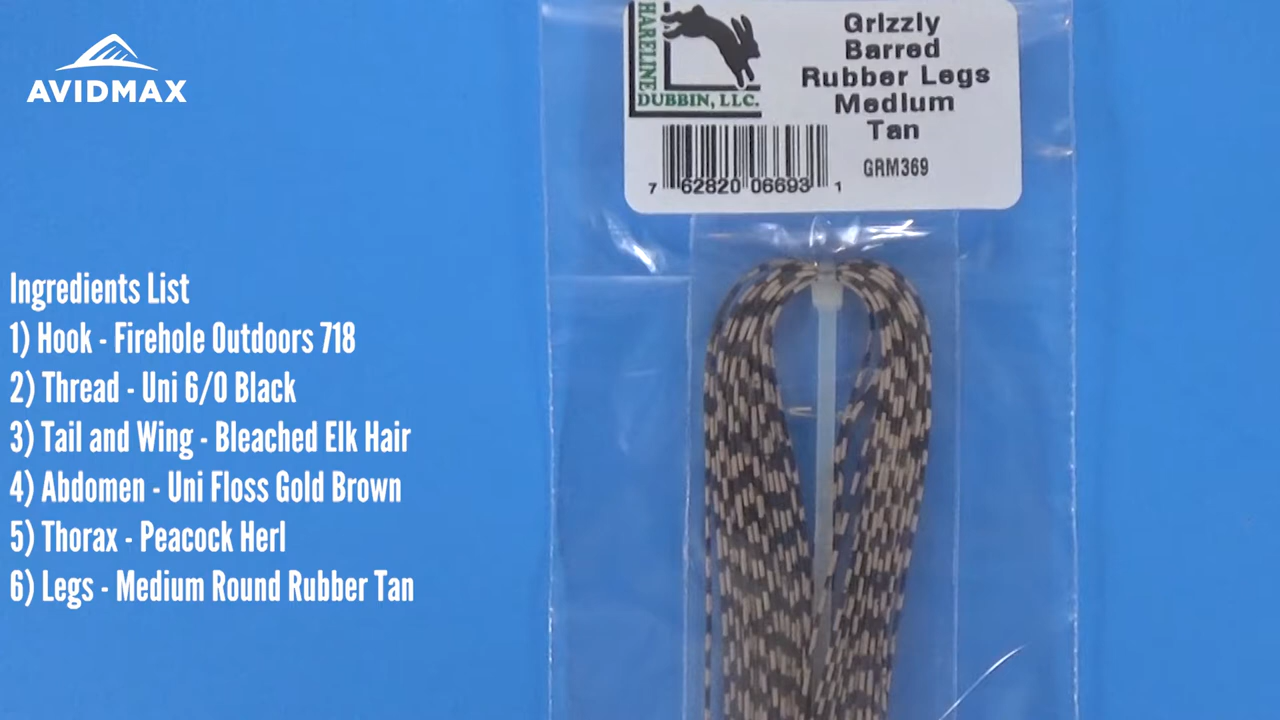 AVIDMAX
HARELINE
DUBBIN, LLC.
Grizzly
Barred
Rubber Legs
Medium
Tan
GRM369
7 62820 06693 1
Ingredients List
1) Hook - Firehole Outdoors 718
2) Thread - Uni 6/0 Black
3) Tail and Wing - Bleached Elk Hair
4) Abdomen - Uni Floss Gold Brown
5) Thorax - Peacock Herl
6) Legs - Medium Round Rubber Tan